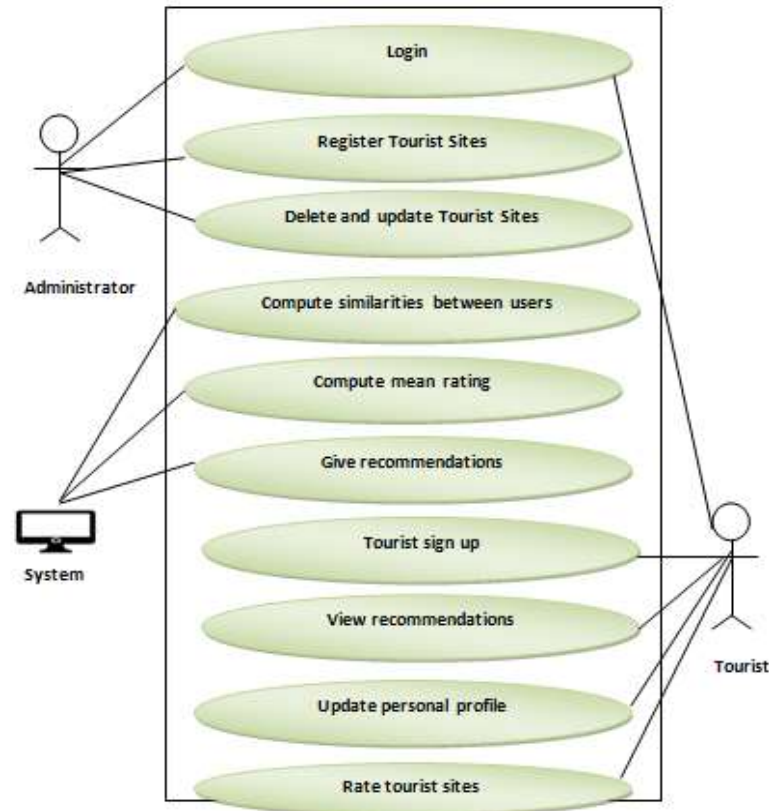 Login
Register Tourist Sites
Delete and update Tourist Sites
Administrator
Compute similarities between users
Compute mean rating
Give recommendations
Tourist sign up
System
View recommendations
Tourist
Update personal profile
Rate tourist sites